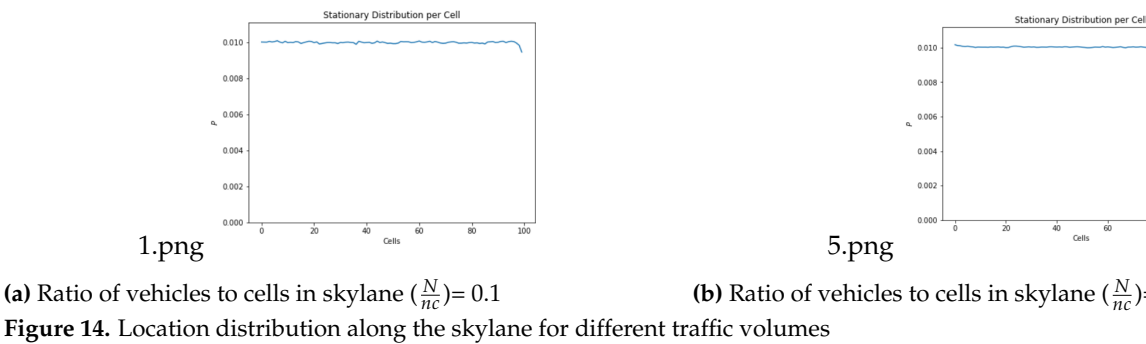 Stationary Distribution per Cell
0.010
0.008
0.006
0.004
0.002
0.000
P
0 20 40 60 80 100
Cells
1.png
(a) Ratio of vehicles to cells in skylane (N/nc)= 0.1
Stationary Distribution per Cell
0.010
0.008
0.006
0.004
0.002
0.000
P
0 20 40 60
Cells
5.png
(b) Ratio of vehicles to cells in skylane (N/nc)=
Figure 14. Location distribution along the skylane for different traffic volumes